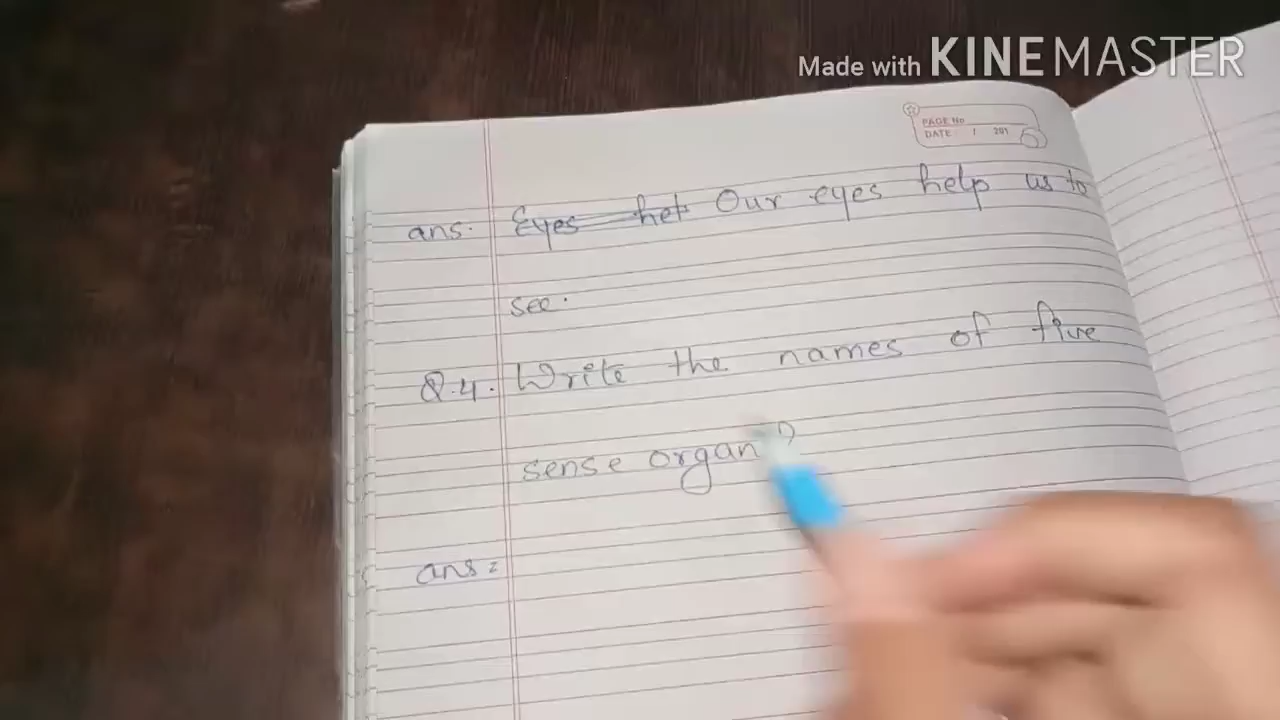 Made with KINEMASTER
PAGE No
DATE / 201
ans. Eyes hel Our eyes help us to
see.
Q.4. Write the names of five
sense organ
ans =